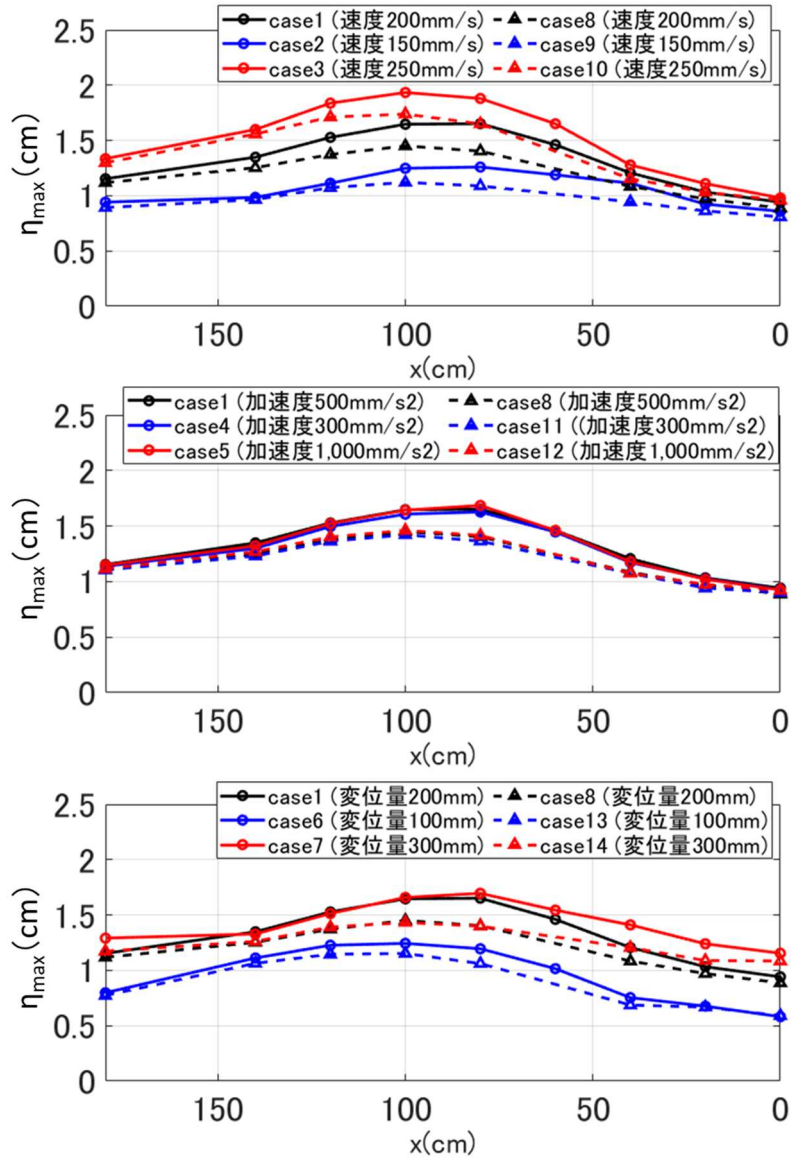 2.5
case1 (速度200mm/s) case8 (速度200mm/s)
case2 (速度150mm/s) case9 (速度150mm/s)
case3 (速度250mm/s) case10 (速度250mm/s)
2
1.5
1
0.5
0
ηmax(cm)
150 100 50 0
x(cm)
2.5
case1 (加速度500mm/s2) case8 (加速度500mm/s2)
case4 (加速度300mm/s2) case11 ((加速度300mm/s2)
case5 (加速度1,000mm/s2) case12 (加速度1,000mm/s2)
2
1.5
1
0.5
0
ηmax(cm)
150 100 50 0
x(cm)
2.5
case1 (変位量200mm) case8 (変位量200mm)
case6 (変位量100mm) case13 (変位量100mm)
case7 (変位量300mm) case14 (変位量300mm)
2
1.5
1
0.5
0
ηmax(cm)
150 100 50 0
x(cm)